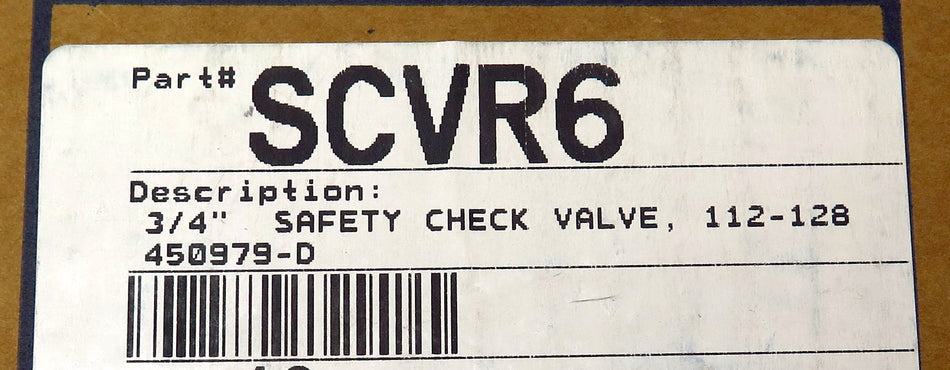 Part# SCVR6
Description:
3/4" SAFETY CHECK VALVE, 112-128
450979-D